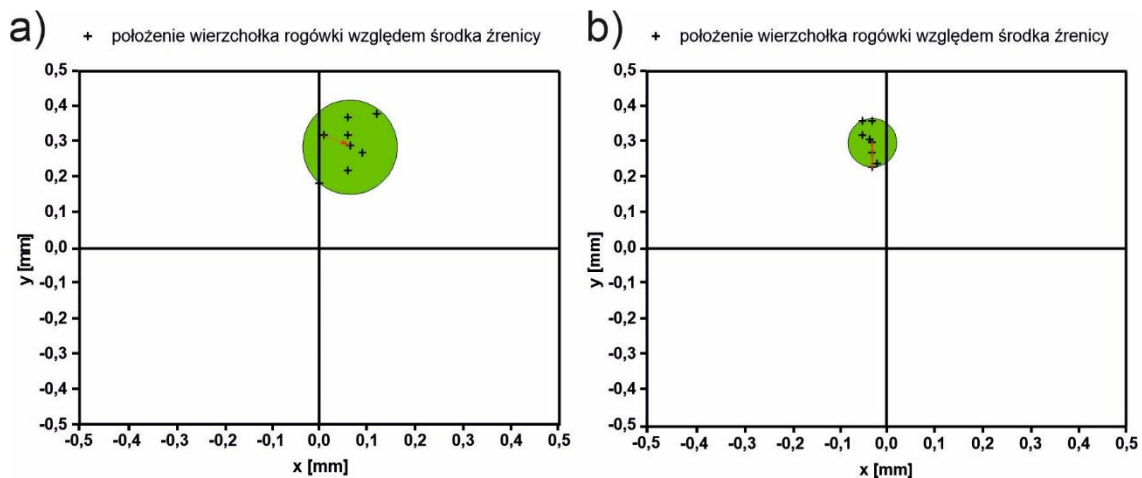 a) + położenie wierzchołka rogówki względem środka źrenicy
0,5
0,4
0,3
0,2
0,1
0,0
-0,1
-0,2
-0,3
-0,4
-0,5
y [mm]
-0,5 -0,4 -0,3 -0,2 -0,1 0,0 0,1 0,2 0,3 0,4 0,5
x [mm]
b) + położenie wierzchołka rogówki względem środka źrenicy
0,5
0,4
0,3
0,2
0,1
0,0
-0,1
-0,2
-0,3
-0,4
-0,5
y [mm]
-0,5 -0,4 -0,3 -0,2 -0,1 0,0 0,1 0,2 0,3 0,4 0,5
x [mm]